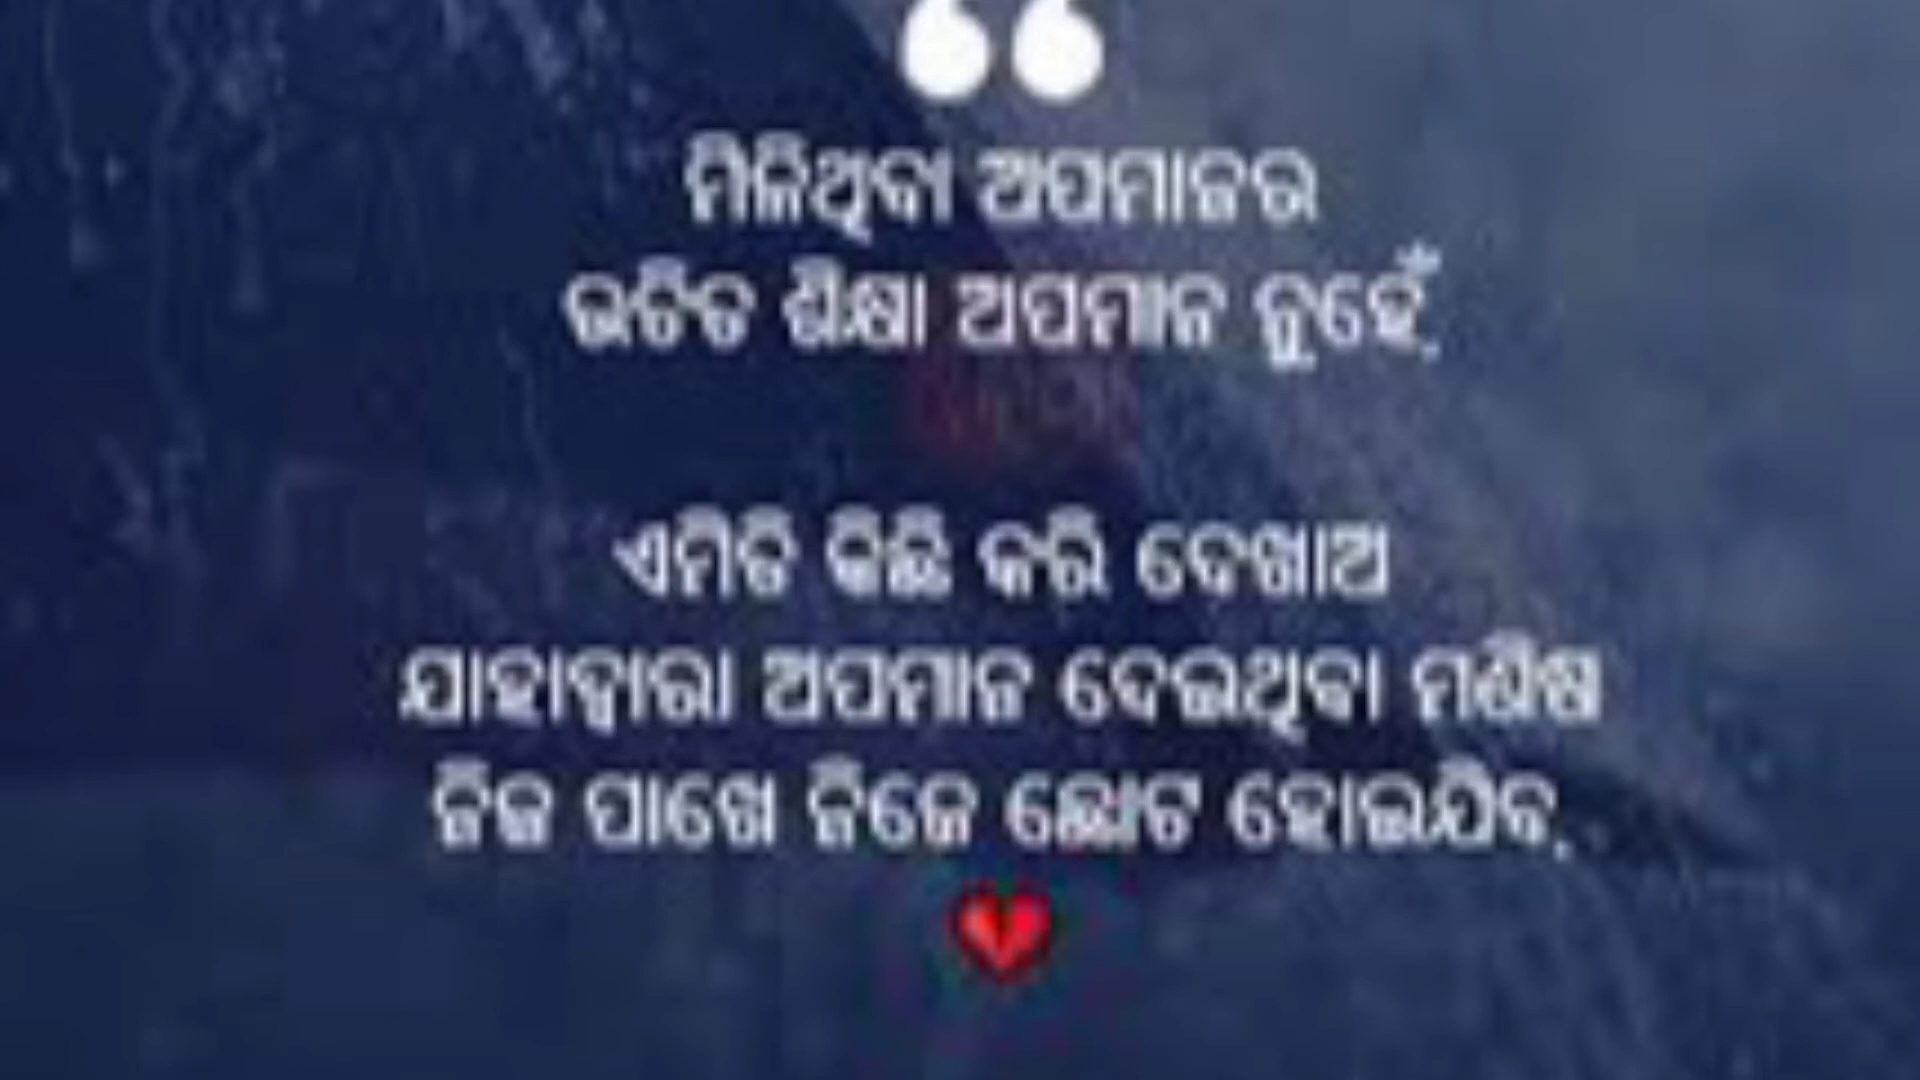 ମିଳିଥିବା ଅପମାନର
ଉଚିତ ଶିକ୍ଷା ଅପମାନ ନୁହେଁ.
ଏମିତି କିଛି କରି ଦେଖାଅ
ଯାହାଦ୍ୱାରା ଅପମାନ ଦେଇଥିବା ମଣିଷ
ନିଜ ପାଖେ ନିଜେ ଛୋଟ ହୋଇଯିବ.